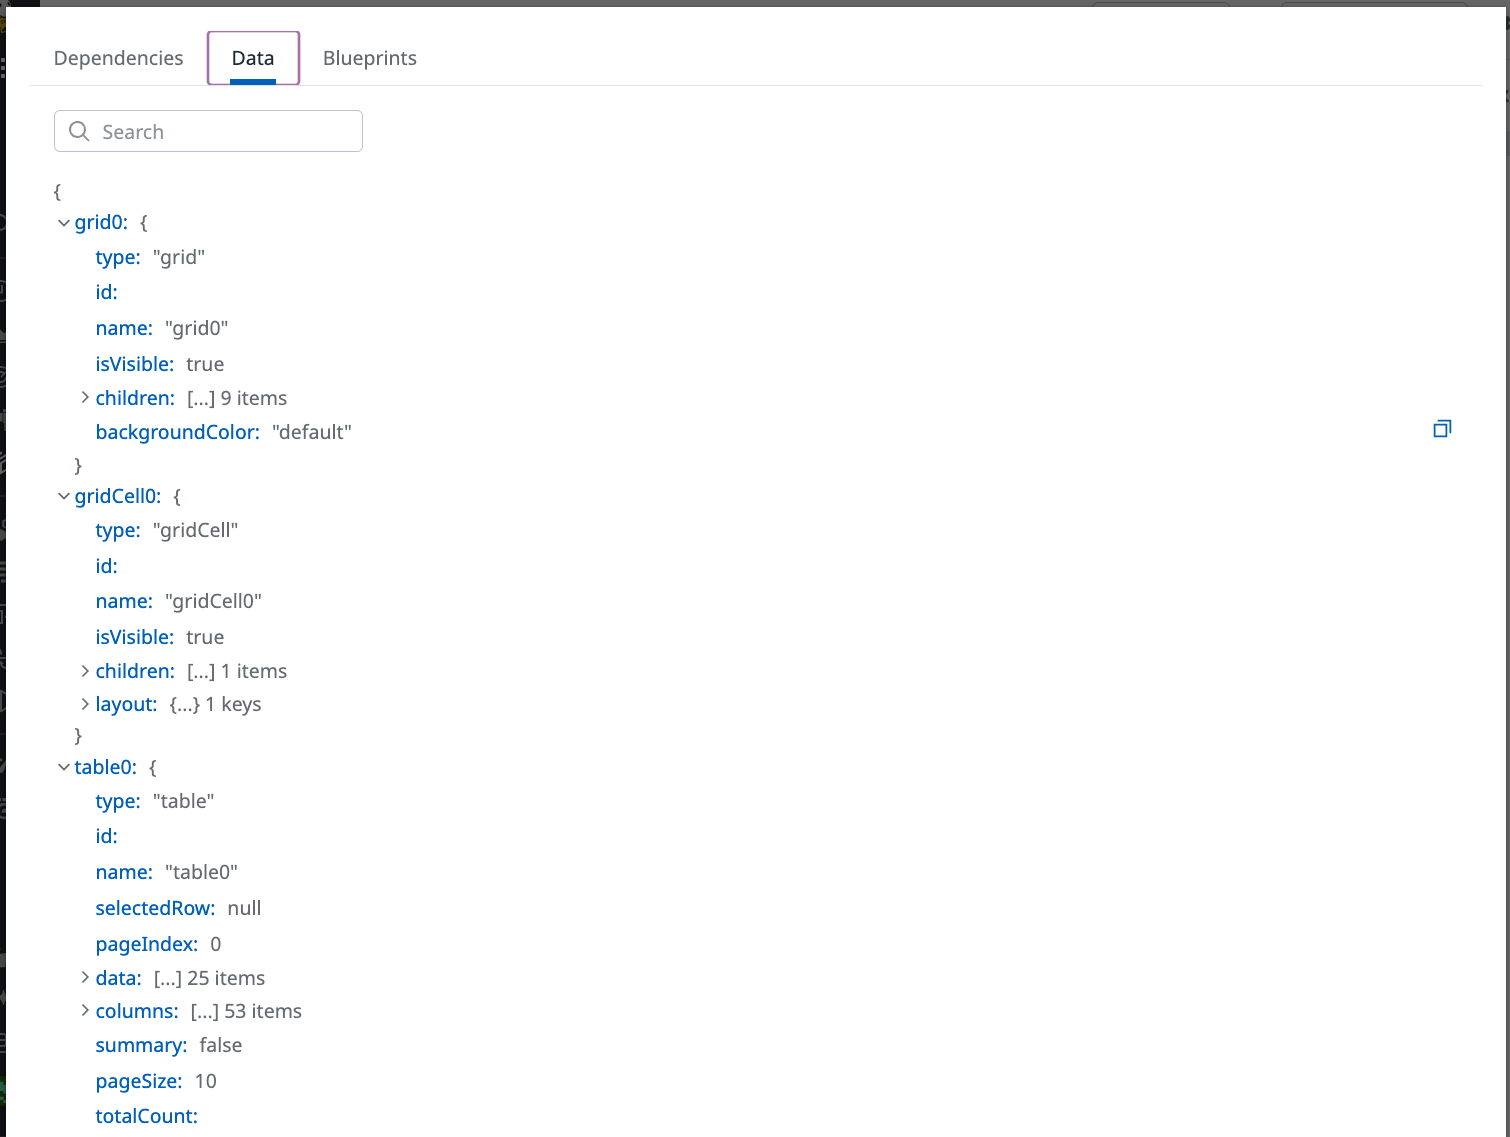 Dependencies Data Blueprints
Search
{
grid0: {
type: "grid"
id:
name: "grid0"
isVisible: true
children: [...] 9 items
backgroundColor: "default"
}
gridCell0: {
type: "gridCell"
id:
name: "gridCell0"
isVisible: true
children: [...] 1 items
layout: {...} 1 keys
}
table0: {
type: "table"
id:
name: "table0"
selectedRow: null
pageIndex: 0
data: [...] 25 items
columns: [...] 53 items
summary: false
pageSize: 10
totalCount: